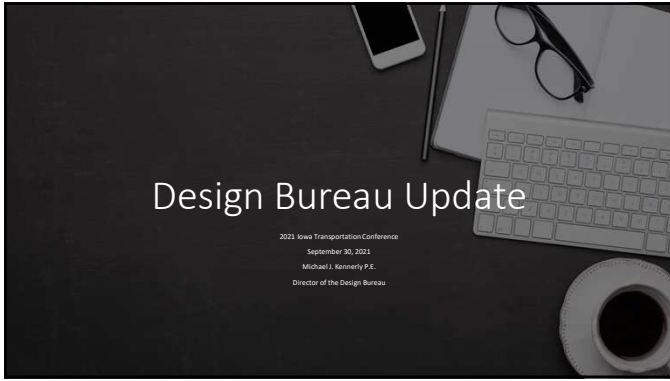 Design Bureau Update
2021 Iowa Transportation Conference
September 30, 2021
Michael J. Kennerly P.E.
Director of the Design Bureau